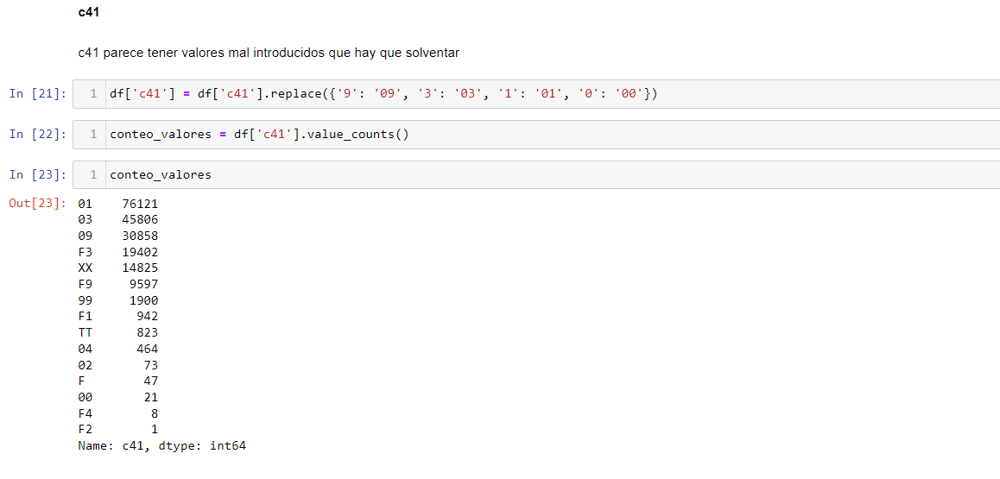 c41
c41 parece tener valores mal introducidos que hay que solventar
In [21]: 1 df['c41'] = df['c41'].replace({'9': '09', '3': '03', '1': '01', '0': '00'})
In [22]: 1 conteo_valores = df['c41'].value_counts()
In [23]: 1 conteo_valores
Out[23]: 01 76121
03 45806
09 30858
F3 19402
XX 14825
F9 9597
99 1900
F1 942
TT 823
04 464
02 73
F 47
00 21
F4 8
F2 1
Name: c41, dtype: int64